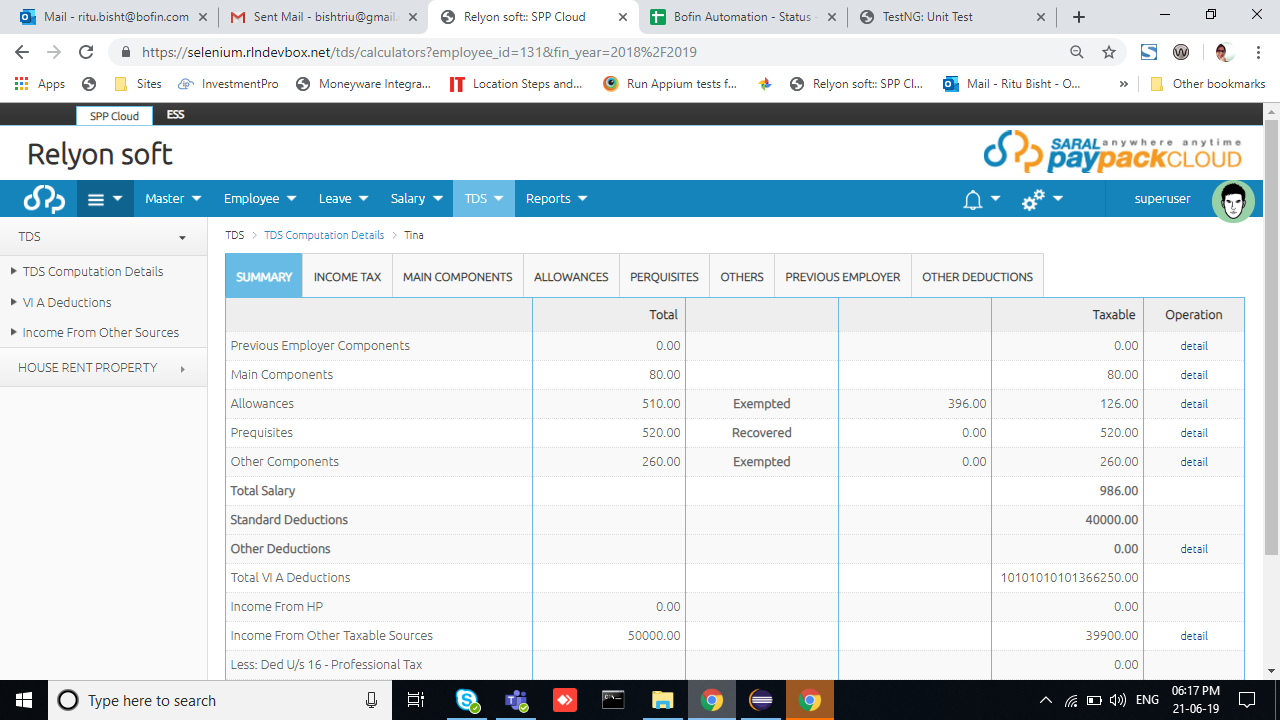 Mail - ritu.bisht@bofin.com
Sent Mail - bishtriu@gmail.
Relyon soft:: SPP Cloud
Bofin Automation - Status -
TestNG: Unit Test
https://selenium.rlndevbox.net/tds/calculators?employee_id=131&fin_year=2018%2F2019
Apps Sites InvestmentPro Moneyware Integra... Location Steps and... Run Appium tests f... Relyon soft:: SPP Cl... Mail - Ritu Bisht - O... » Other bookmarks
SPP Cloud ESS
Relyon soft
SARAL anywhere anytime
paypackCLOUD
Master Employee Leave Salary TDS Reports superuser
TDS
TDS Computation Details
VI A Deductions
Income From Other Sources
HOUSE RENT PROPERTY
TDS > TDS Computation Details > Tina
SUMMARY INCOME TAX MAIN COMPONENTS ALLOWANCES PERQUISITES OTHERS PREVIOUS EMPLOYER OTHER DEDUCTIONS
Total Taxable Operation
Previous Employer Components 0.00 0.00 detail
Main Components 80.00 80.00 detail
Allowances 510.00 Exempted 396.00 126.00 detail
Prequisites 520.00 Recovered 0.00 520.00 detail
Other Components 260.00 Exempted 0.00 260.00 detail
Total Salary 986.00
Standard Deductions 40000.00
Other Deductions 0.00 detail
Total VI A Deductions 10101010101366250.00
Income From HP 0.00 0.00
Income From Other Taxable Sources 50000.00 39900.00 detail
Less: Ded U/s 16 - Professional Tax 0.00
Type here to search
ENG
06:17 PM
21-06-19